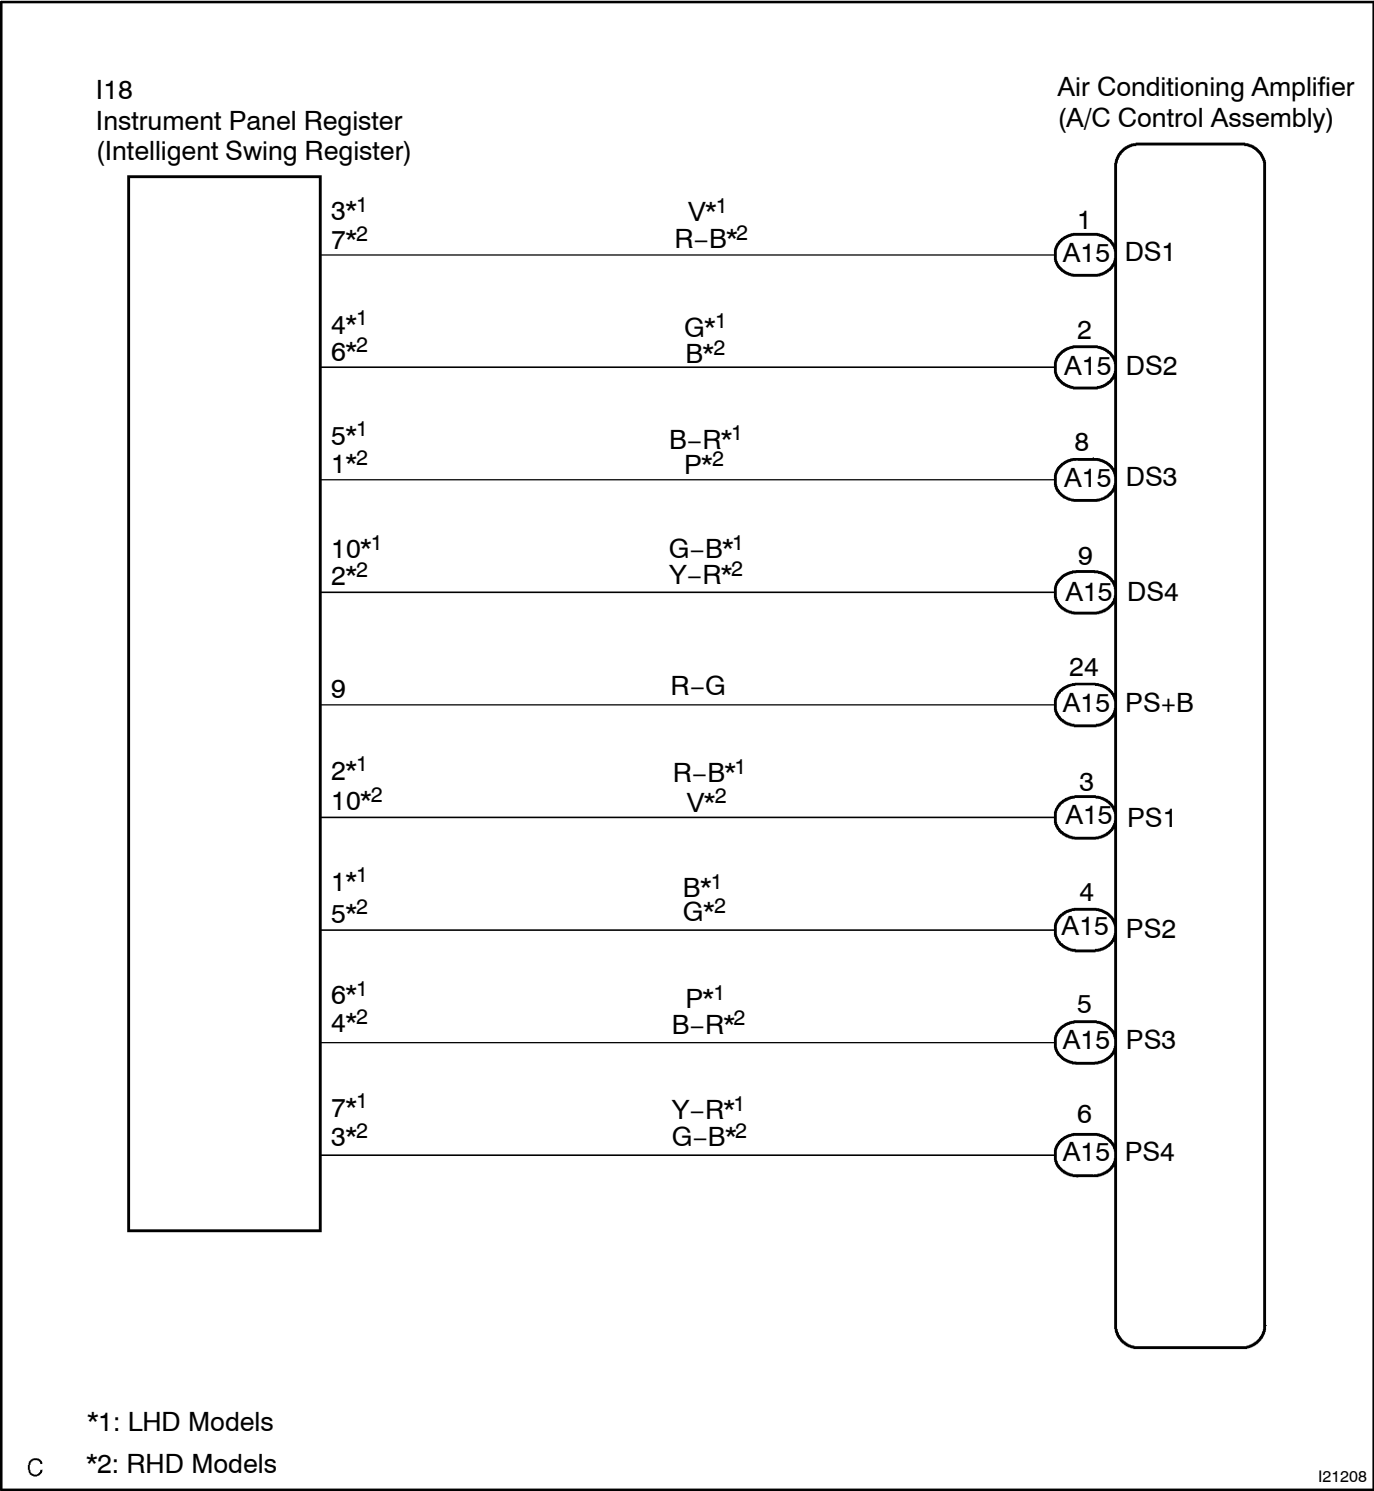 I18
Instrument Panel Register
(Intelligent Swing Register)
Air Conditioning Amplifier
(A/C Control Assembly)
3*1 V*1
7*2 R–B*2
1
A15 DS1
4*1 G*1
6*2 B*2
2
A15 DS2
5*1 B–R*1
1*2 P*2
8
A15 DS3
10*1 G–B*1
2*2 Y–R*2
9
A15 DS4
9 R–G
24
A15 PS+B
2*1 R–B*1
10*2 V*2
3
A15 PS1
1*1 B*1
5*2 G*2
4
A15 PS2
6*1 P*1
4*2 B–R*2
5
A15 PS3
7*1 Y–R*1
3*2 G–B*2
6
A15 PS4
*1: LHD Models
C *2: RHD Models
I21208